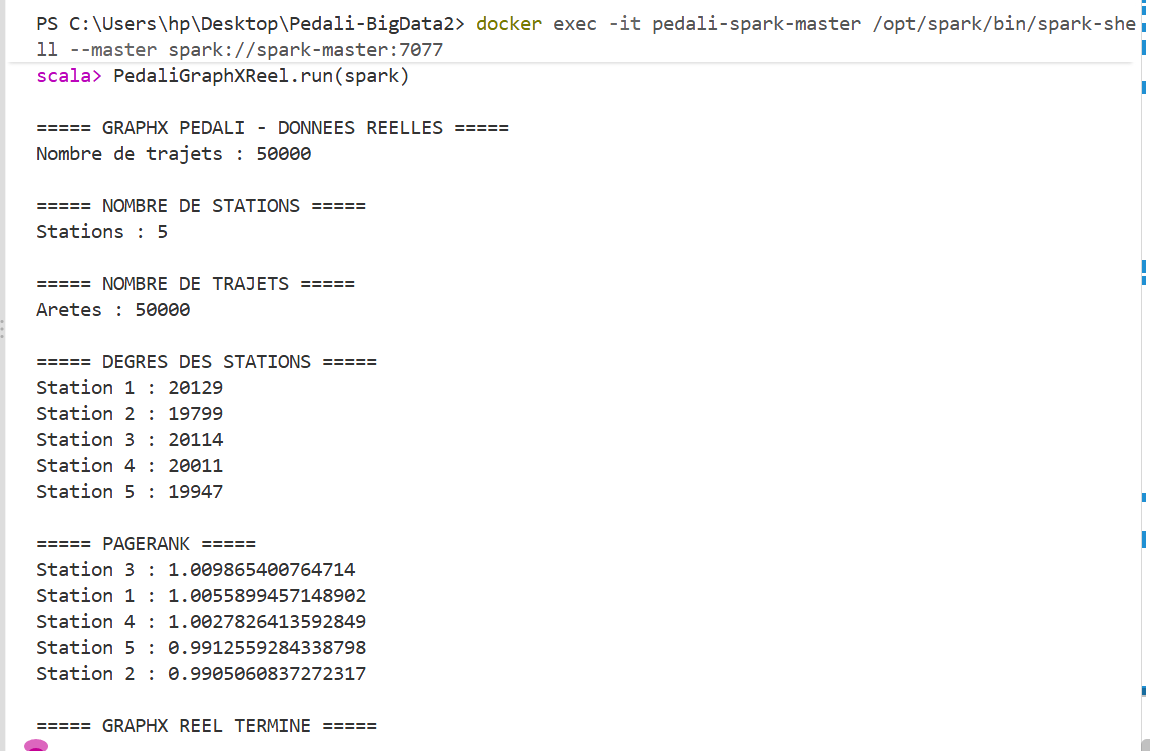 PS C:\Users\hp\Desktop\Pedali-BigData2> docker exec -it pedali-spark-master /opt/spark/bin/spark-she
ll --master spark://spark-master:7077
scala> PedaliGraphXReel.run(spark)
===== GRAPHX PEDALI - DONNEES REELLES =====
Nombre de trajets : 50000
===== NOMBRE DE STATIONS =====
Stations : 5
===== NOMBRE DE TRAJETS =====
Aretes : 50000
===== DEGRES DES STATIONS =====
Station 1 : 20129
Station 2 : 19799
Station 3 : 20114
Station 4 : 20011
Station 5 : 19947
===== PAGERANK =====
Station 3 : 1.009865400764714
Station 1 : 1.0055899457148902
Station 4 : 1.0027826413592849
Station 5 : 0.9912559284338798
Station 2 : 0.9905060837272317
===== GRAPHX REEL TERMINE =====